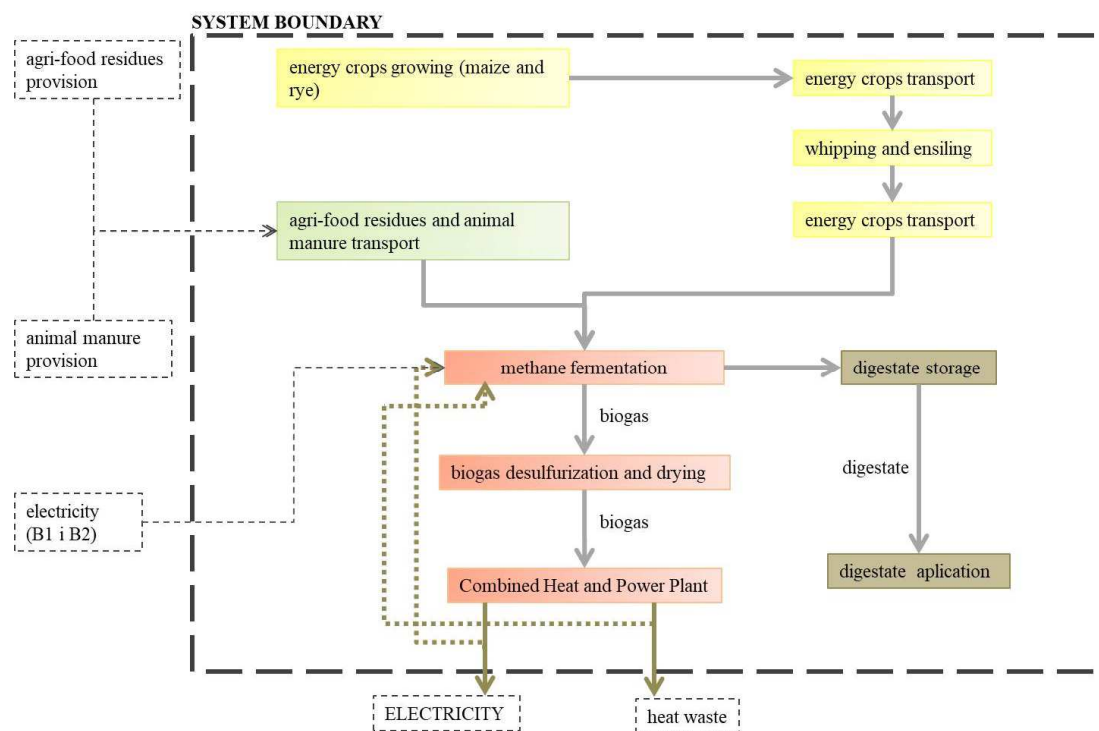 SYSTEM BOUNDARY
agri-food residues
provision
energy crops growing (maize and
rye)
energy crops transport
whipping and ensiling
agri-food residues and animal
manure transport
energy crops transport
animal manure
provision
methane fermentation
digestate storage
biogas
biogas desulfurization and drying
digestate
electricity
(B1 i B2)
biogas
Combined Heat and Power Plant
digestate aplication
ELECTRICITY
heat waste